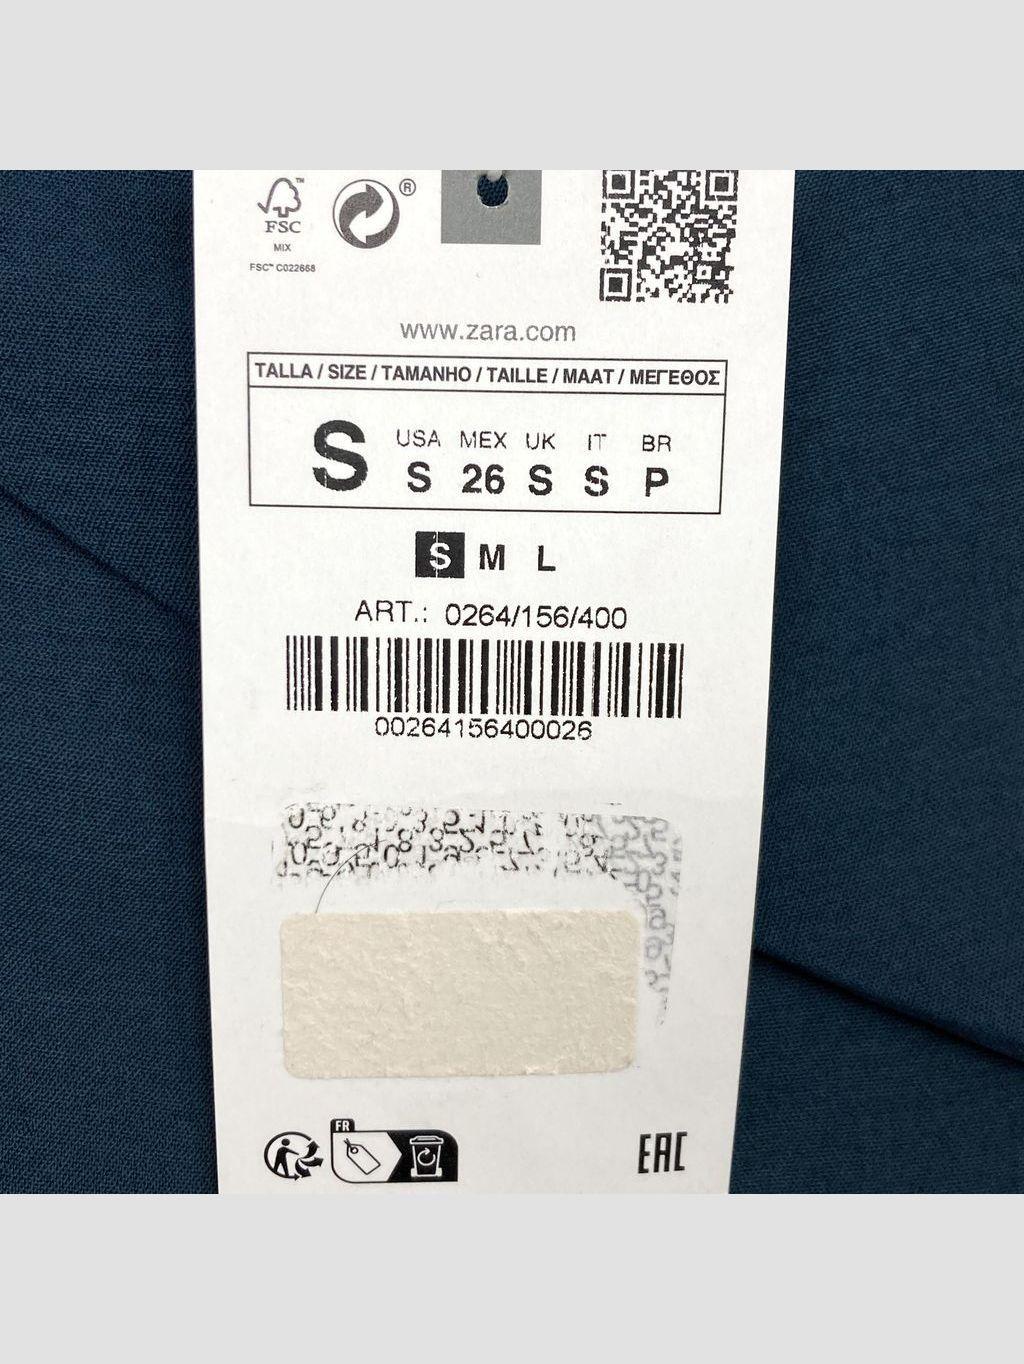 FSC™
MIX
FSC™ C022668
®
www.zara.com
TALLA / SIZE / TAMANHO / TAILLE / MAAT / ΜΕΓΕΘΟΣ
S
USA MEX UK IT BR
S 26 S S P
S M L
ART.: 0264/156/400
00264156400026
FR
EAC